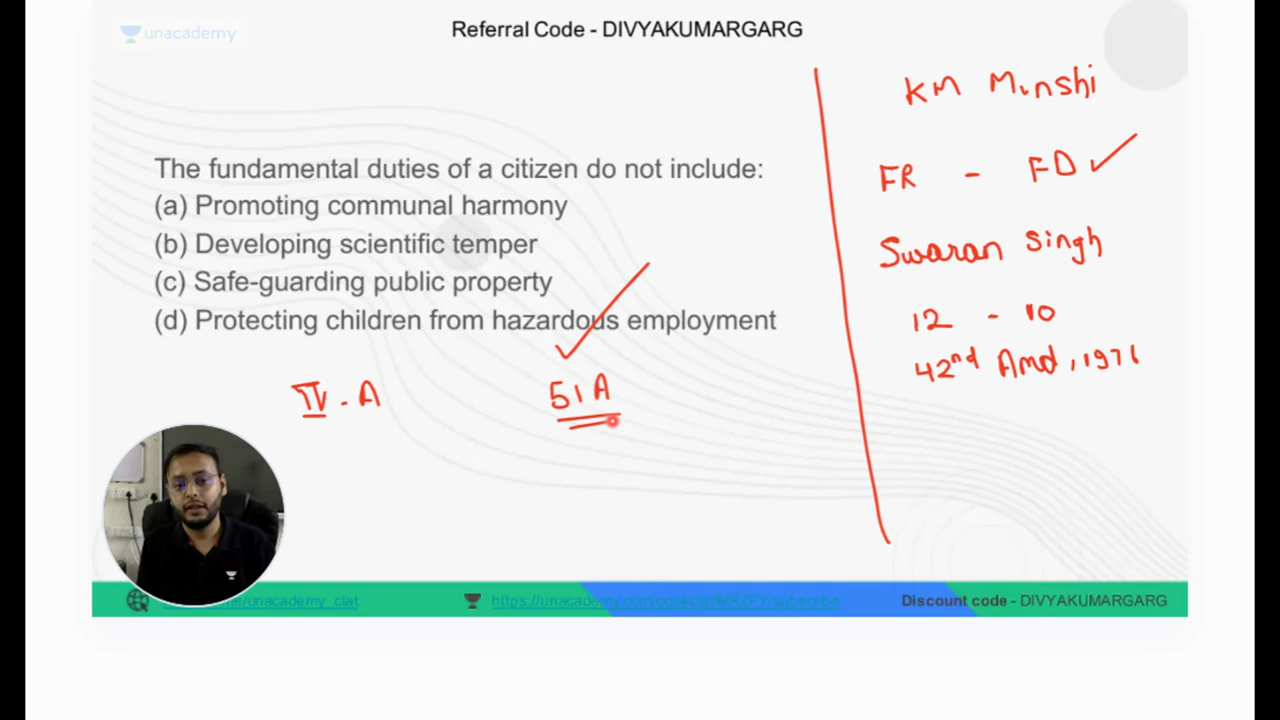 unacademy
Referral Code - DIVYAKUMARGARG
The fundamental duties of a citizen do not include:
(a) Promoting communal harmony
(b) Developing scientific temper
(c) Safe-guarding public property
(d) Protecting children from hazardous employment
IV.A
51A
KM Munshi
FR - FD
Swaran Singh
12 - 10
42nd Amd, 1976
/unacademy_clat
Discount code - DIVYAKUMARGARG